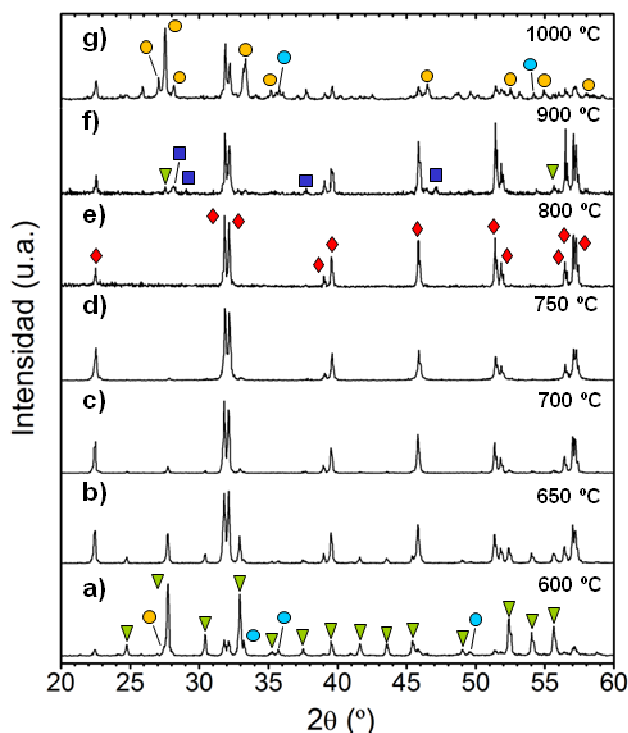 g) 1000 ºC
f) 900 ºC
e) 800 ºC
d) 750 ºC
c) 700 ºC
b) 650 ºC
a) 600 ºC
Intensidad (u.a.)
20 25 30 35 40 45 50 55 60
2θ (º)